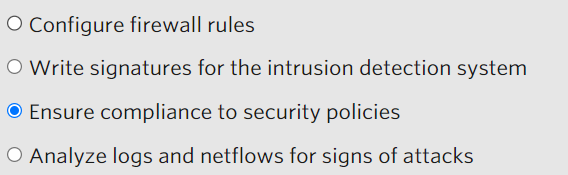 Configure firewall rules
Write signatures for the intrusion detection system
Ensure compliance to security policies
Analyze logs and netflows for signs of attacks